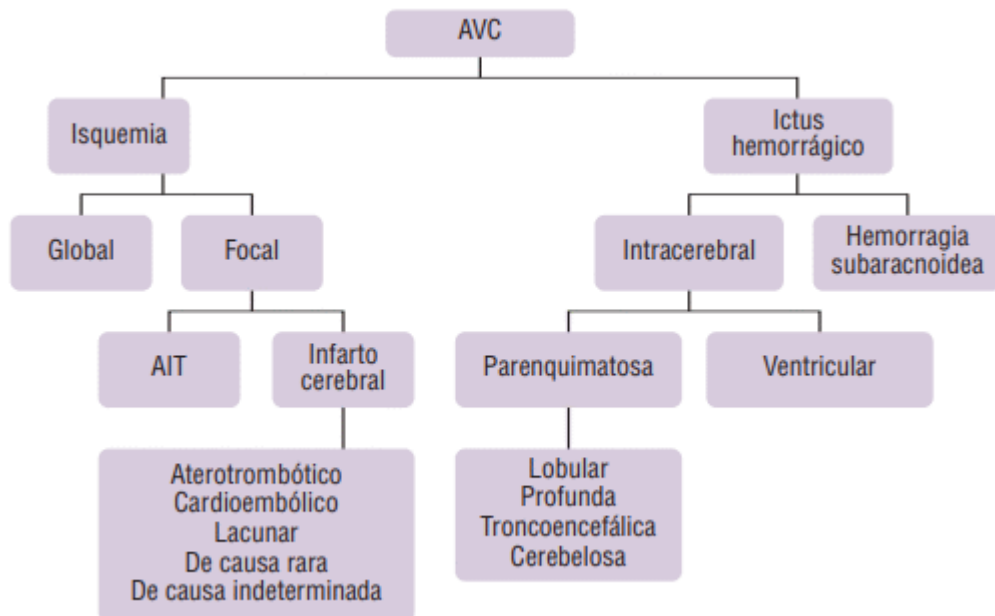 AVC
Isquemia
Ictus
hemorrágico
Global
Focal
Intracerebral
Hemorragia
subaracnoidea
AIT
Infarto
cerebral
Parenquimatosa
Ventricular
Aterotrombótico
Cardioembólico
Lacunar
De causa rara
De causa indeterminada
Lobular
Profunda
Troncoencefálica
Cerebelosa